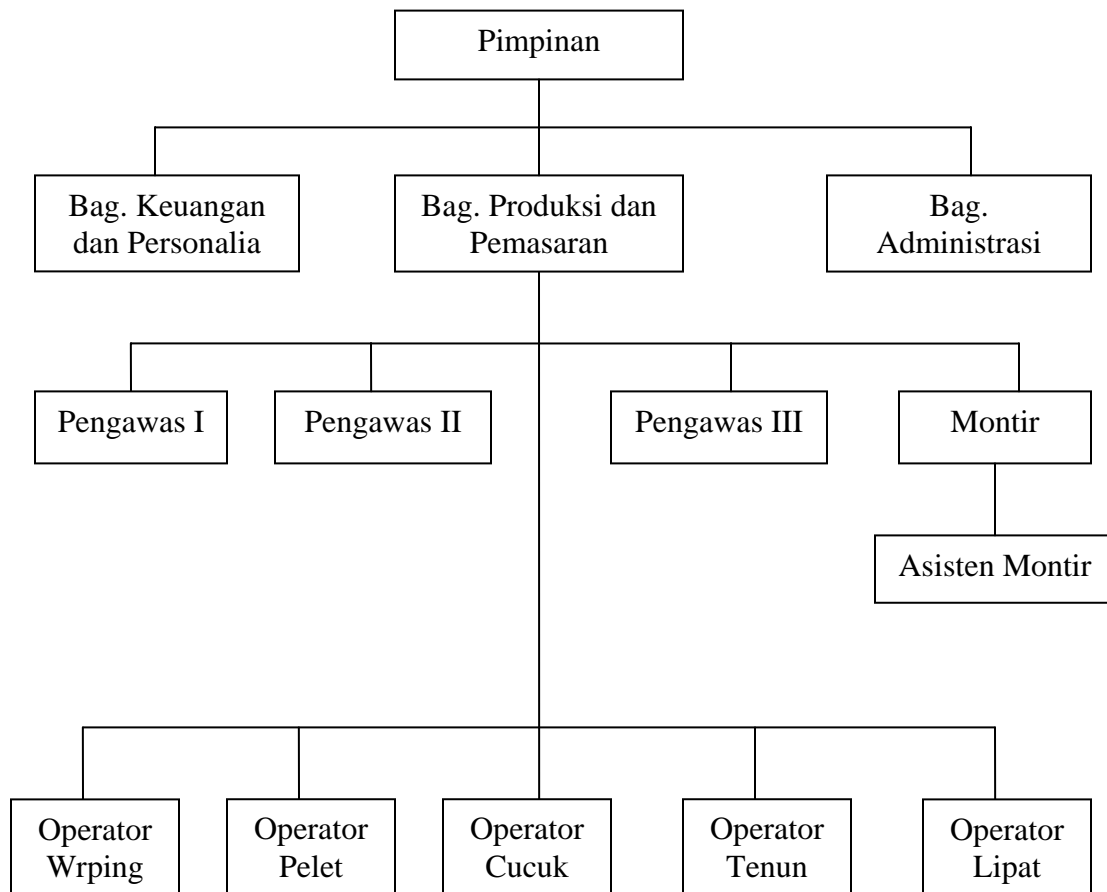 Pimpinan
Bag. Keuangan
dan Personalia
Bag. Produksi dan
Pemasaran
Bag.
Administrasi
Pengawas I
Pengawas II
Pengawas III
Montir
Asisten Montir
Operator
Wrping
Operator
Pelet
Operator
Cucuk
Operator
Tenun
Operator
Lipat